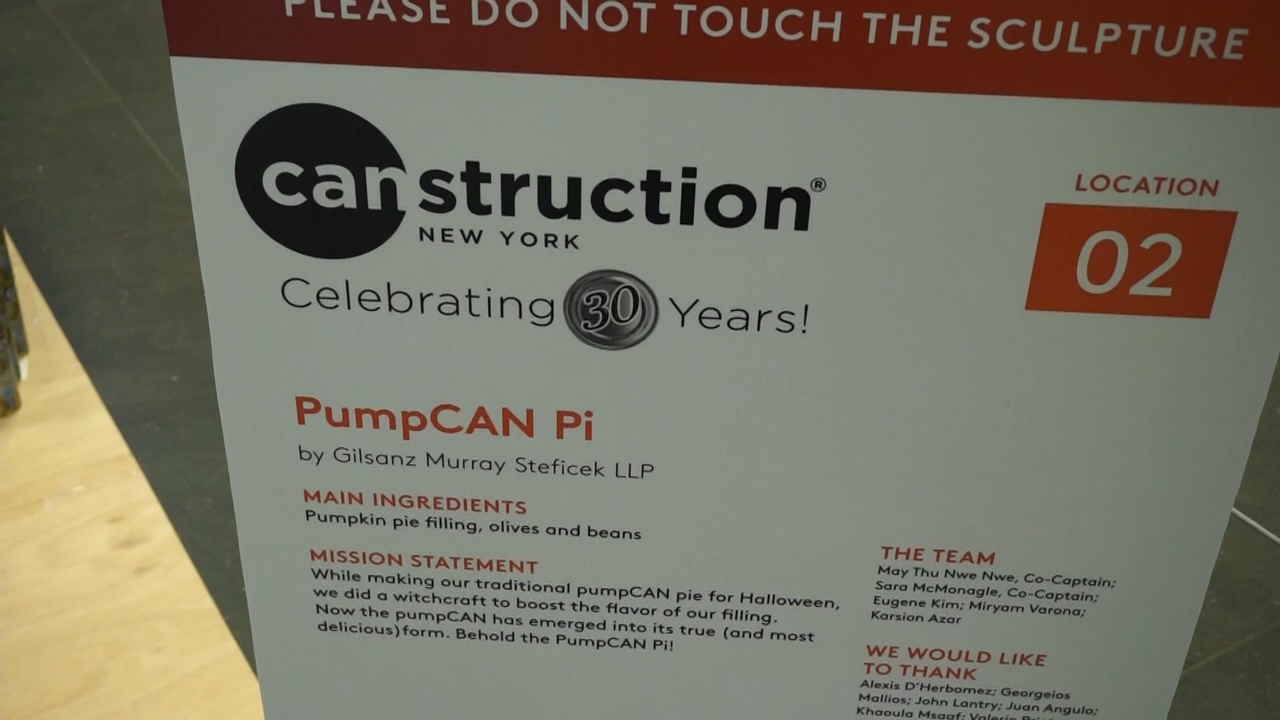 PLEASE DO NOT TOUCH THE SCULPTURE
canstruction®
NEW YORK
Celebrating 30 Years!
LOCATION
02
PumpCAN Pi
by Gilsanz Murray Steficek LLP
MAIN INGREDIENTS
Pumpkin pie filling, olives and beans
MISSION STATEMENT
While making our traditional pumpCAN pie for Halloween,
we did a witchcraft to boost the flavor of our filling.
Now the pumpCAN has emerged into its true (and most
delicious)form. Behold the PumpCAN Pi!
THE TEAM
May Thu Nwe Nwe, Co-Captain;
Sara McMonagle, Co-Captain;
Eugene Kim; Miryam Varona;
Karsion Azar
WE WOULD LIKE
TO THANK
Alexis D'Herbomez; Georgeios
Mallios; John Lantry; Juan Angulo;
Khaoula Msaaf; Valerie